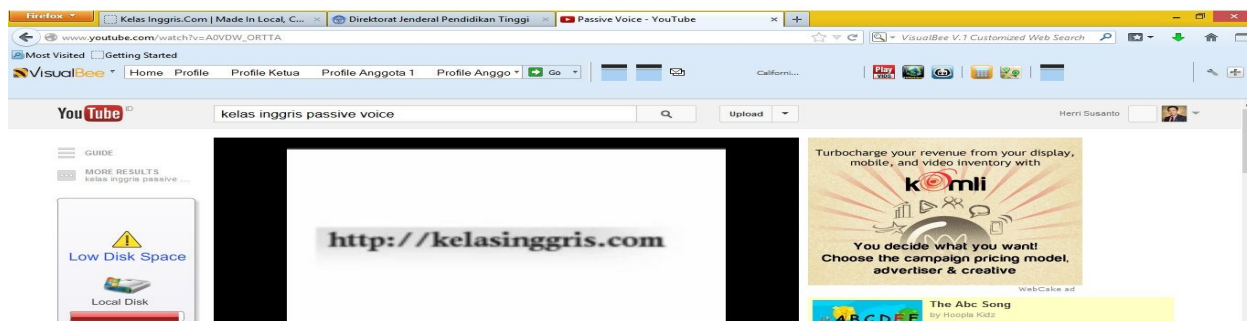 Firefox
Kelas Inggris.Com | Made In Local, C...
Direktorat Jenderal Pendidikan Tinggi
Passive Voice - YouTube
www.youtube.com/watch?v=A0VDW_ORTTA
VisualBee V.1 Customized Web Search
Most Visited Getting Started
VisualBee Home Profile Profile Ketua Profile Anggota 1 Profile Anggo Go Californi... Play VIDS
YouTube ID kelas inggris passive voice Upload Herri Susanto
GUIDE
MORE RESULTS
kelas inggris passive ...
Low Disk Space
Local Disk
http://kelasinggris.com
Turbocharge your revenue from your display,
mobile, and video inventory with
komli
You decide what you want!
Choose the campaign pricing model,
advertiser & creative
WebCake ad
ABCDEF
The Abc Song
by Hoopla Kidz